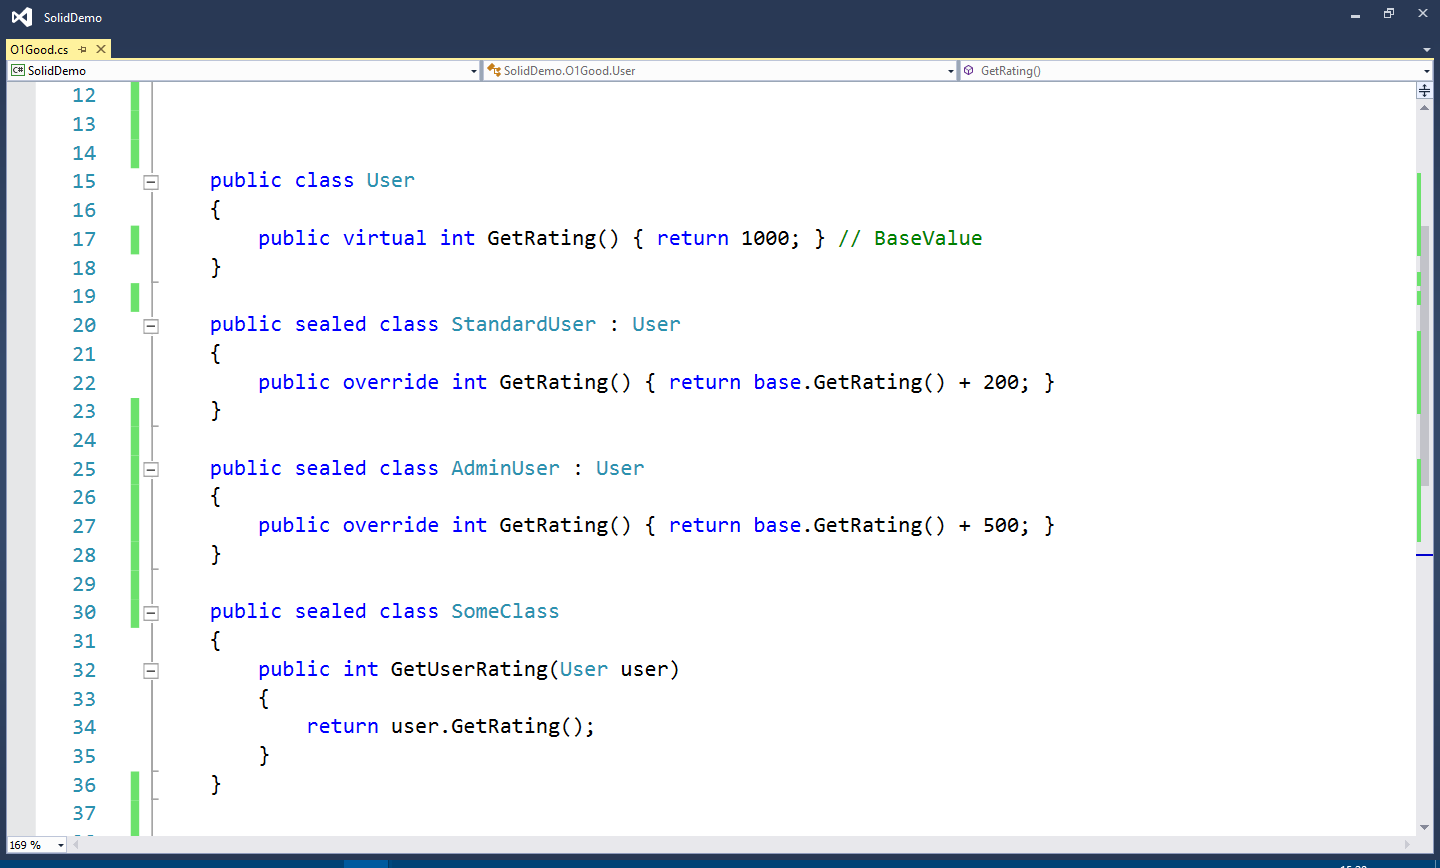 SolidDemo
O1Good.cs
C# SolidDemo
SolidDemo.O1Good.User
GetRating()
12
13
14
15 public class User
16 {
17 public virtual int GetRating() { return 1000; } // BaseValue
18 }
19
20 public sealed class StandardUser : User
21 {
22 public override int GetRating() { return base.GetRating() + 200; }
23 }
24
25 public sealed class AdminUser : User
26 {
27 public override int GetRating() { return base.GetRating() + 500; }
28 }
29
30 public sealed class SomeClass
31 {
32 public int GetUserRating(User user)
33 {
34 return user.GetRating();
35 }
36 }
37
169 %